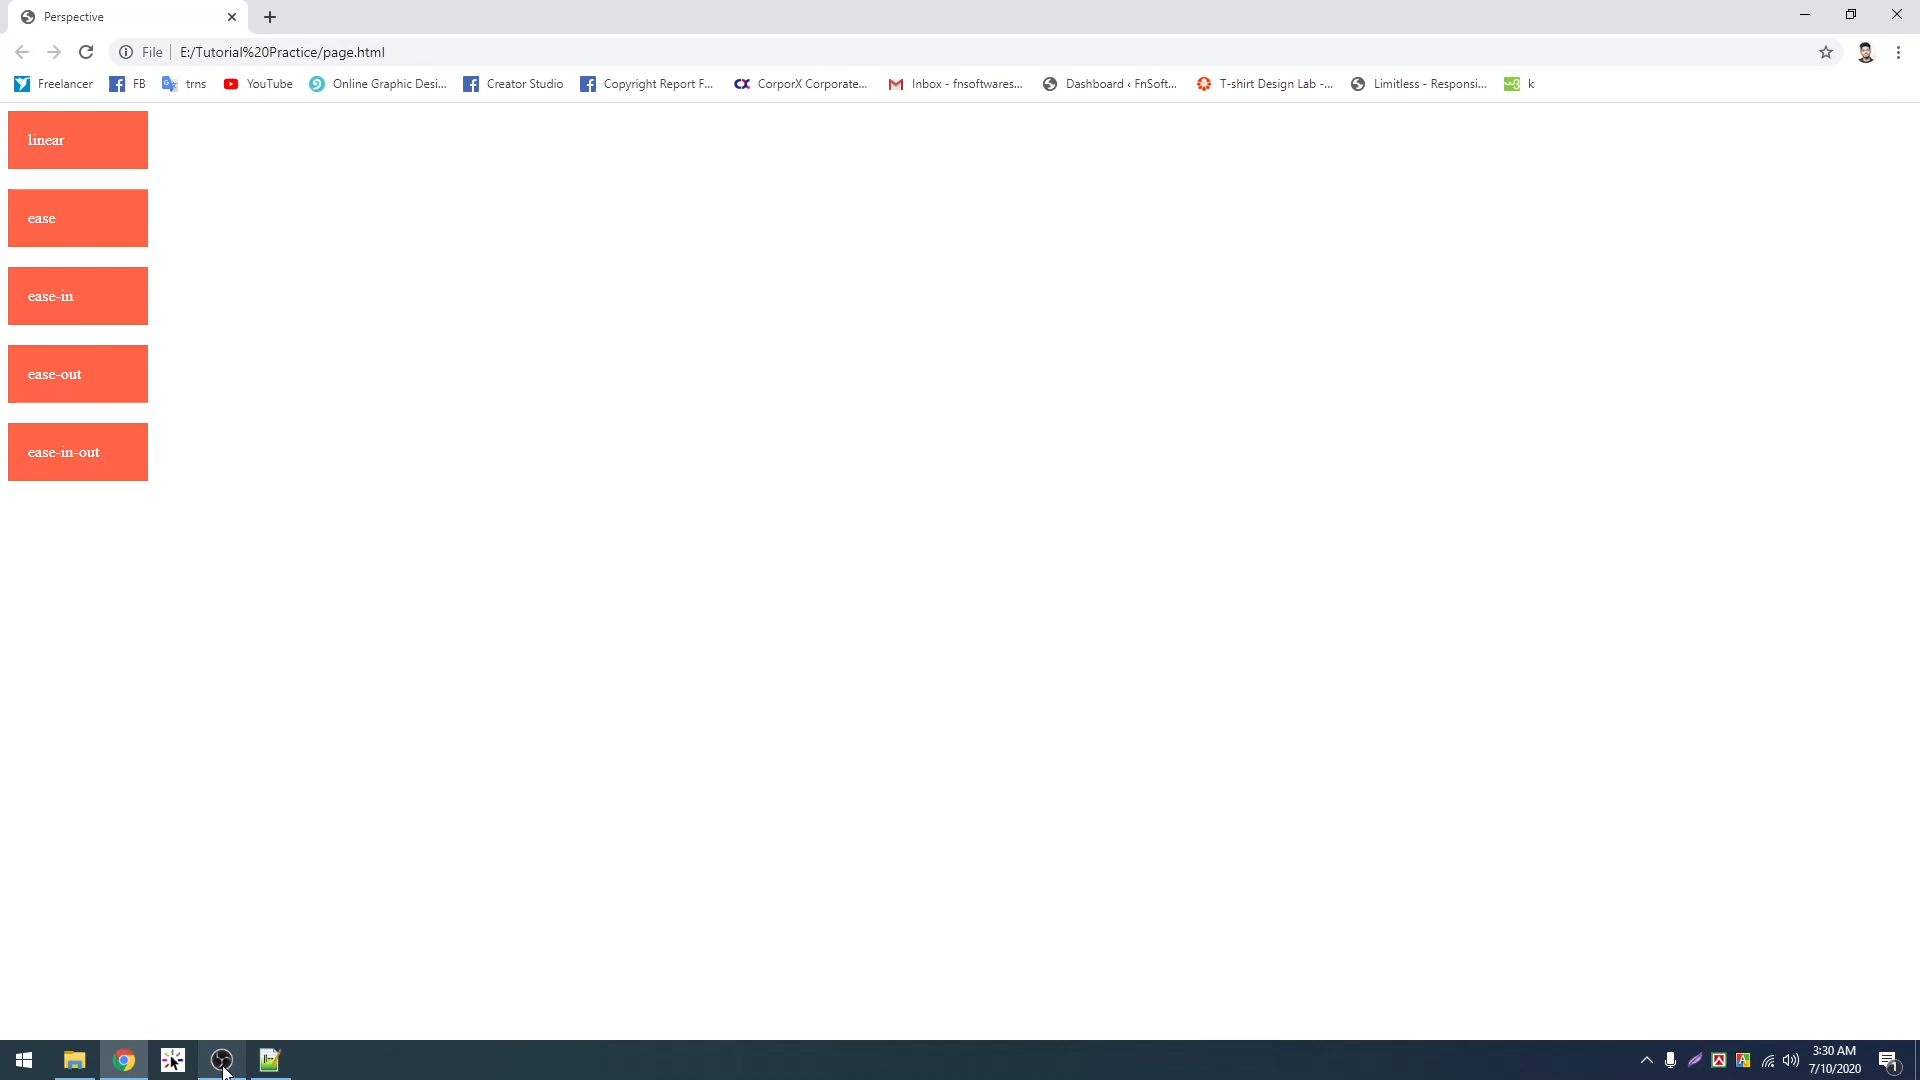 Perspective
File E:/Tutorial%20Practice/page.html
Freelancer FB trns YouTube Online Graphic Desi... Creator Studio Copyright Report F... CX CorporX Corporate... Inbox - fnsoftwares... Dashboard ‹ FnSoft... T-shirt Design Lab -... Limitless - Responsi... k
linear
ease
ease-in
ease-out
ease-in-out
3:30 AM
7/10/2020
1